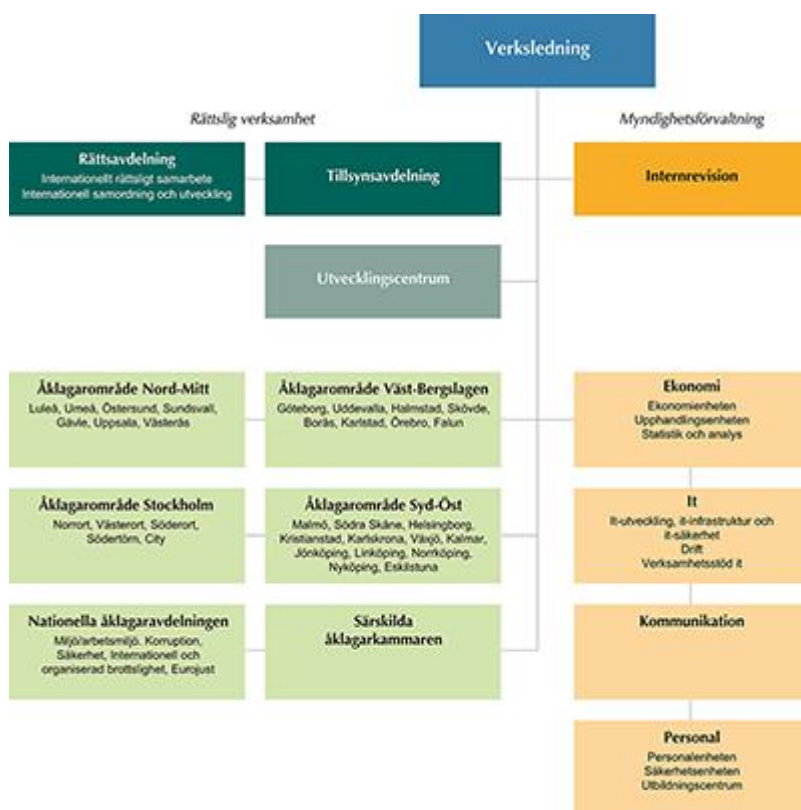 Verksledning
Rättslig verksamhet
Myndighetsförvaltning
Rättsavdelning
Internationellt rättsligt samarbete
Internationell samordning och utveckling
Tillsynsavdelning
Internrevision
Utvecklingscentrum
Åklagarområde Nord-Mitt
Luleå, Umeå, Östersund, Sundsvall,
Gävle, Uppsala, Västerås
Åklagarområde Väst-Bergslagen
Göteborg, Uddevalla, Halmstad, Skövde,
Borås, Karlstad, Örebro, Falun
Ekonomi
Ekonomienheten
Upphandlingsenheten
Statistik och analys
Åklagarområde Stockholm
Norrort, Västerort, Söderort,
Södertörn, City
Åklagarområde Syd-Öst
Malmö, Södra Skåne, Helsingborg,
Kristianstad, Karlskrona, Växjö, Kalmar,
Jönköping, Linköping, Norrköping,
Nyköping, Eskilstuna
It
It-utveckling, it-infrastruktur och
it-säkerhet
Drift
Verksamhetsstöd it
Nationella åklagaravdelningen
Miljö/arbetsmiljö. Korruption,
Säkerhet, Internationell och
organiserad brottslighet, Eurojust
Särskilda
åklagarkammaren
Kommunikation
Personal
Personalenheten
Säkerhetsenheten
Utbildningscentrum